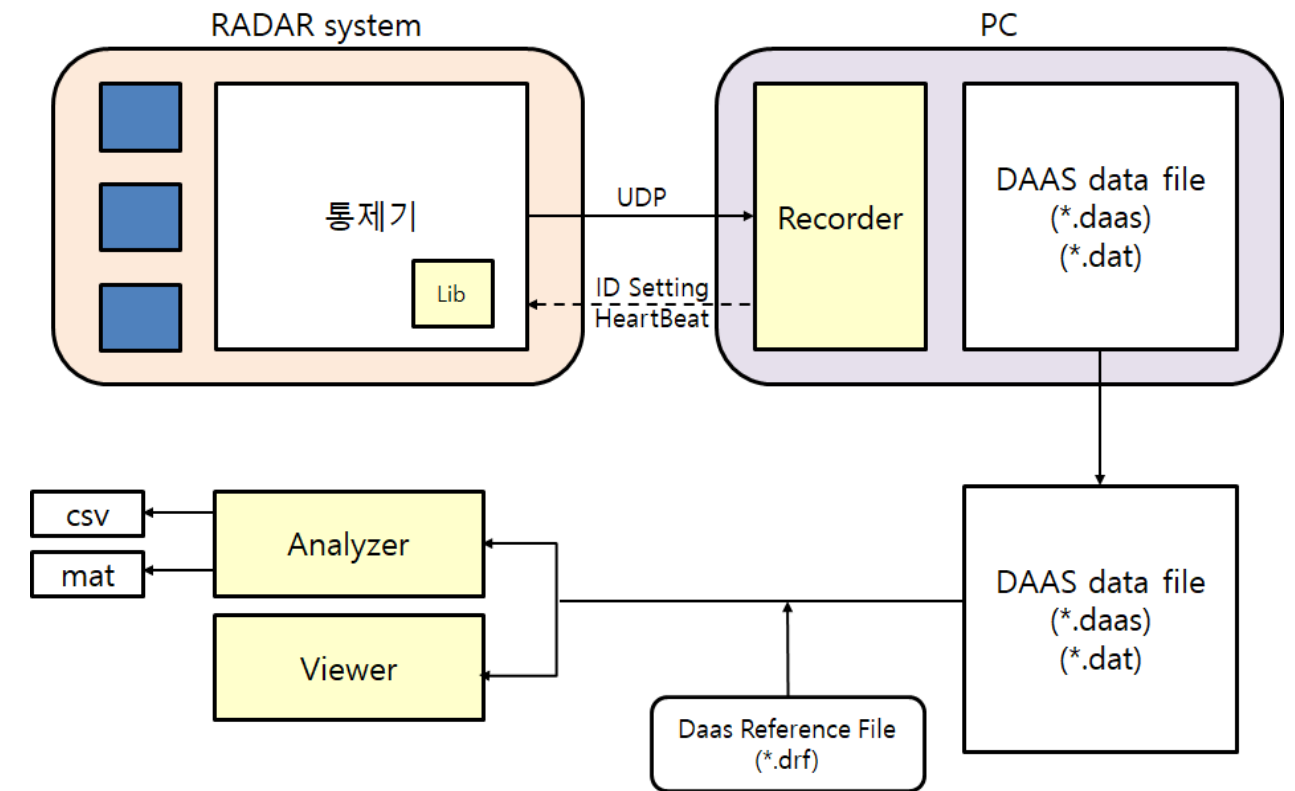 RADAR system
PC
통제기
Lib
UDP
ID Setting
HeartBeat
Recorder
DAAS data file
(*.daas)
(*.dat)
csv
mat
Analyzer
Viewer
Daas Reference File
(*.drf)
DAAS data file
(*.daas)
(*.dat)